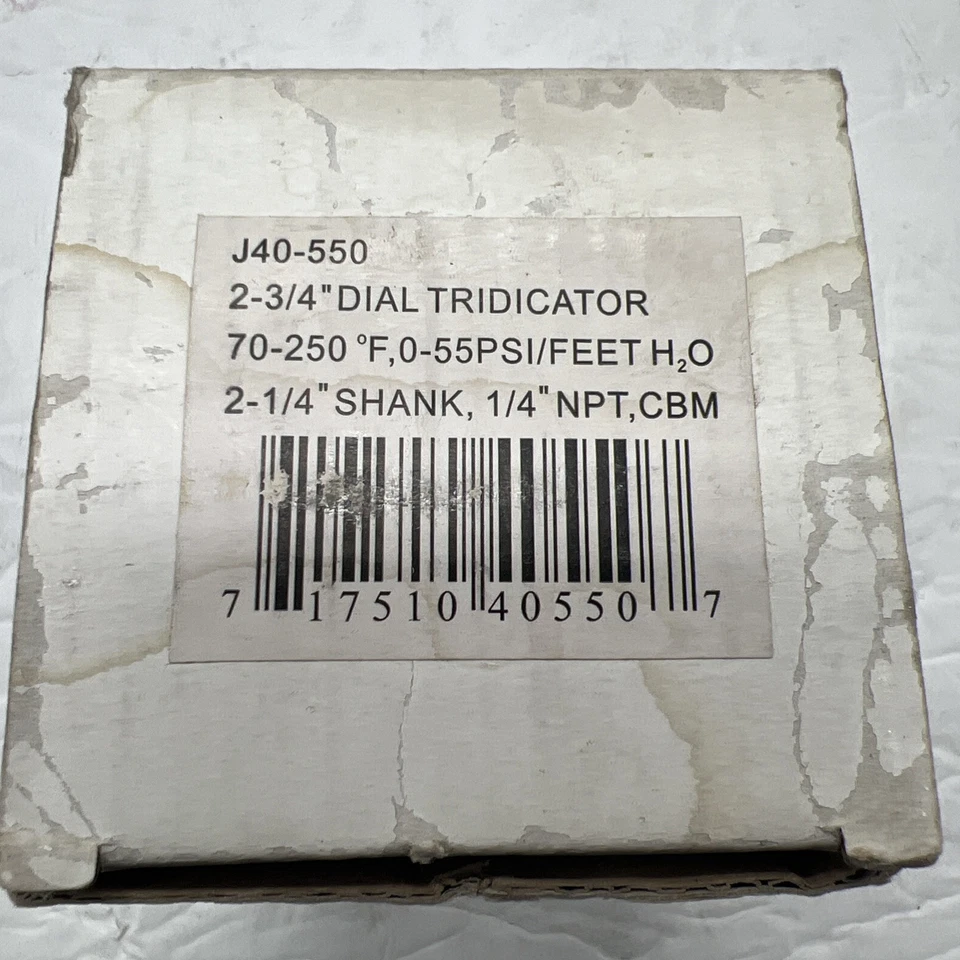 J40-550
2-3/4" DIAL TRIDICATOR
70-250 °F,0-55PSI/FEET H₂O
2-1/4" SHANK, 1/4" NPT,CBM
7 17510 40550 7